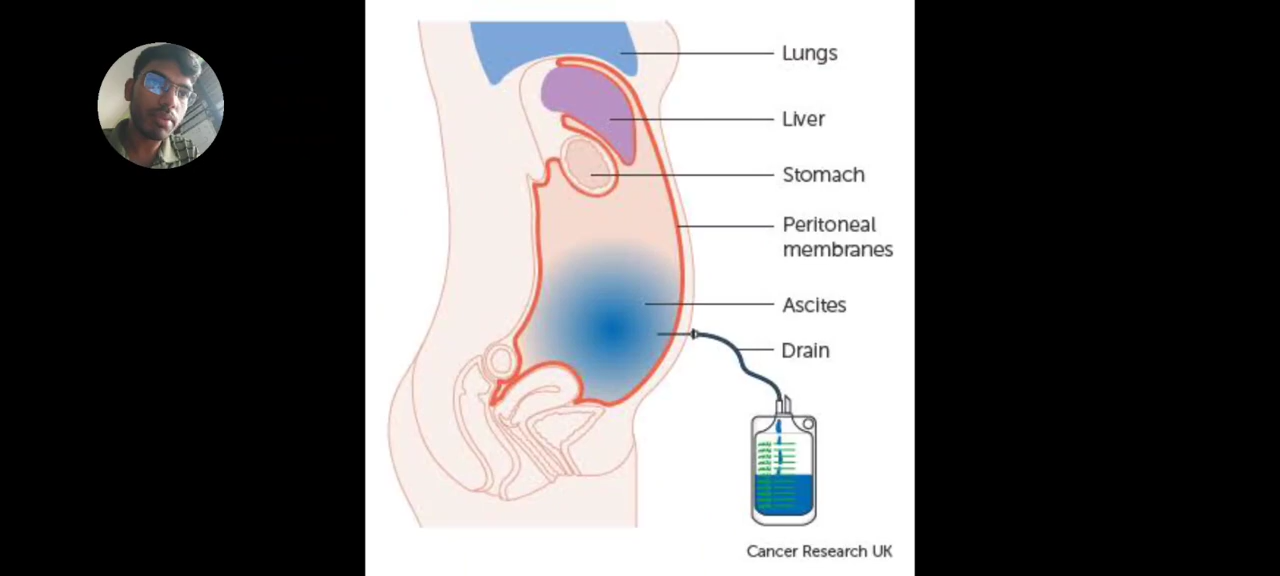 Lungs
Liver
Stomach
Peritoneal
membranes
Ascites
Drain
Cancer Research UK